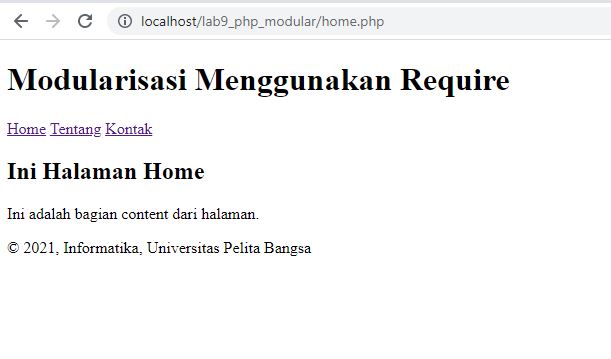 localhost/lab9_php_modular/home.php
Modularisasi Menggunakan Require
Home Tentang Kontak
Ini Halaman Home
Ini adalah bagian content dari halaman.
© 2021, Informatika, Universitas Pelita Bangsa